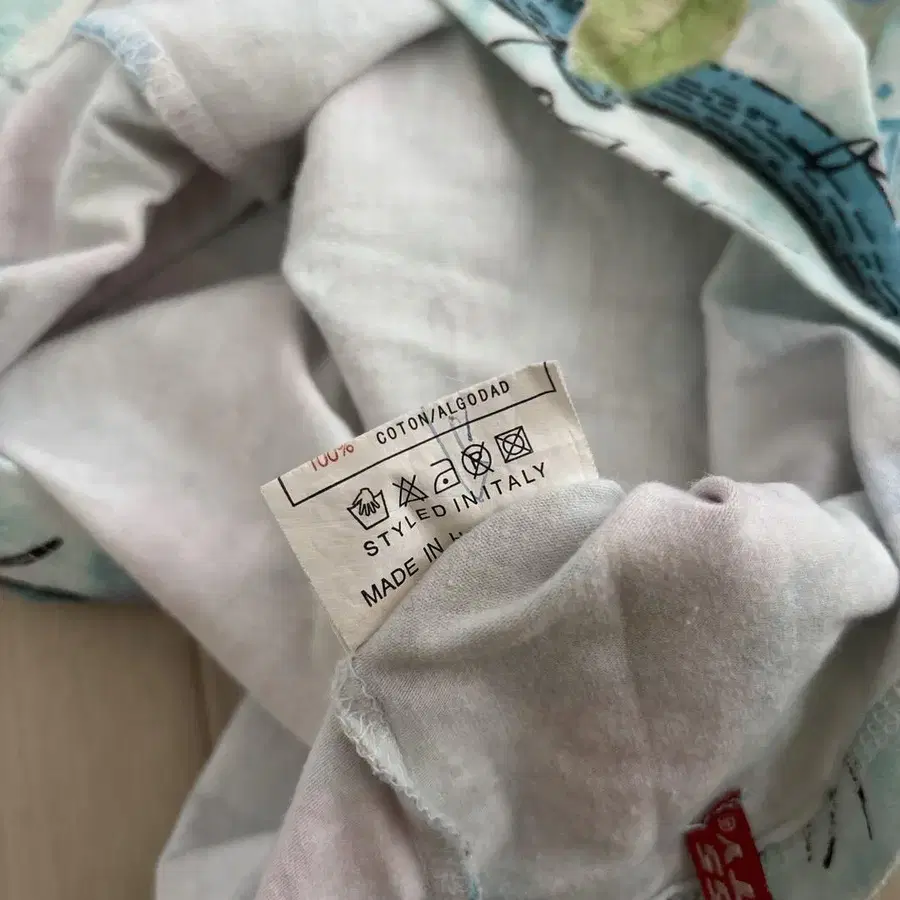 100% COTON/ALGODAD
STYLED IN ITALY
MADE IN